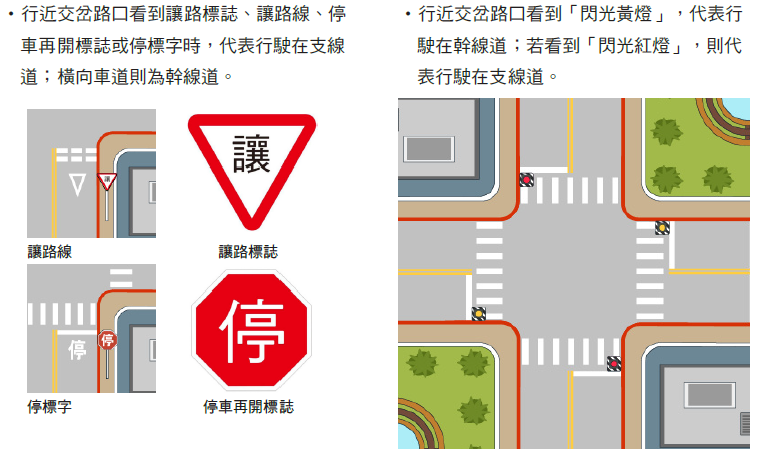 ・行近交岔路口看到讓路標誌、讓路線、停
車再開標誌或停標字時，代表行駛在支線
道；橫向車道則為幹線道。
讓
讓
讓路線
讓路標誌
停
停
停
停標字
停車再開標誌
・行近交岔路口看到「閃光黃燈」，代表行
駛在幹線道；若看到「閃光紅燈」，則代
表行駛在支線道。